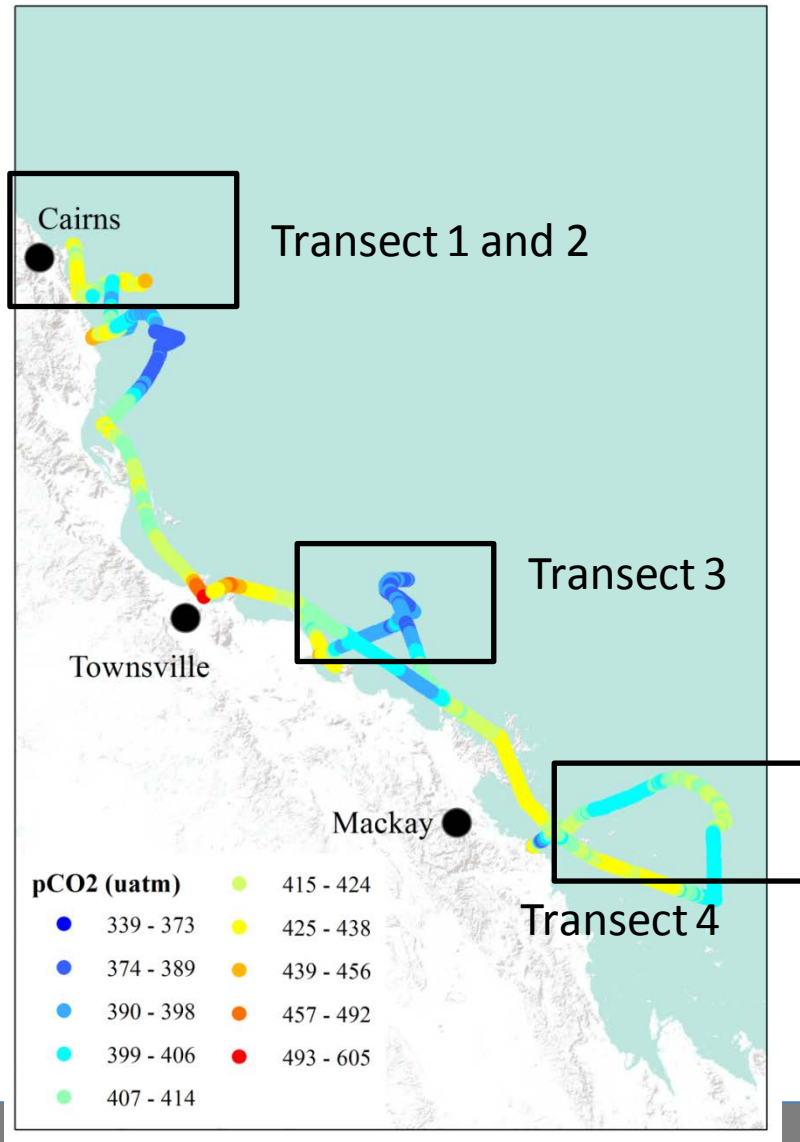 Cairns
Transect 1 and 2
Transect 3
Townsville
Mackay
Transect 4
pCO2 (uatm)
339 - 373
374 - 389
390 - 398
399 - 406
407 - 414
415 - 424
425 - 438
439 - 456
457 - 492
493 - 605